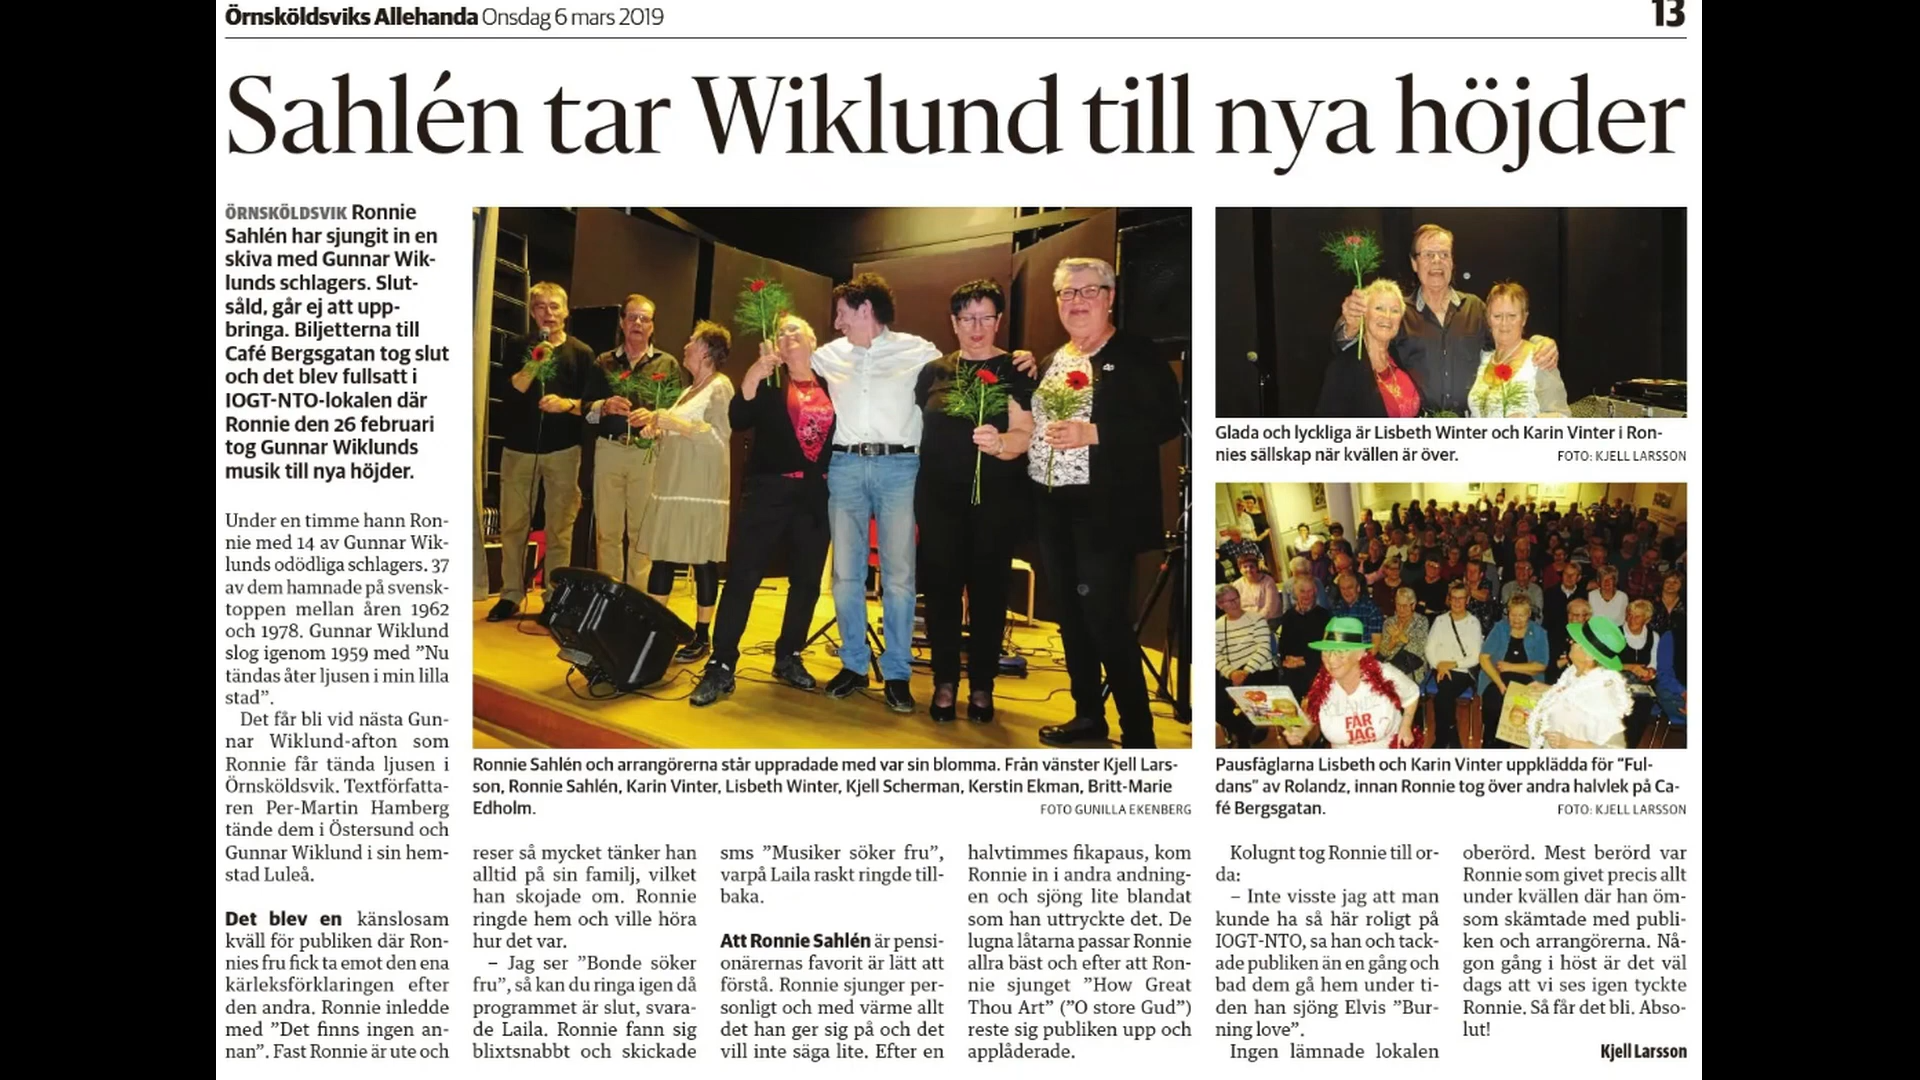 Örnsköldsviks Allehanda Onsdag 6 mars 2019
13
Sahlén tar Wiklund till nya höjder
ÖRNSKÖLDSVIK Ronnie
Sahlén har sjungit in en
skiva med Gunnar Wik-
lunds schlagers. Slut-
såld, går ej att upp-
bringa. Biljetterna till
Café Bergsgatan tog slut
och det blev fullsatt i
IOGT-NTO-lokalen där
Ronnie den 26 februari
tog Gunnar Wiklunds
musik till nya höjder.
Under en timme hann Ron-
nie med 14 av Gunnar Wik-
lunds odödliga schlagers. 37
av dem hamnade på svensk-
toppen mellan åren 1962
och 1978. Gunnar Wiklund
slog igenom 1959 med ”Nu
tändas åter ljusen i min lilla
stad”.
Det får bli vid nästa Gun-
nar Wiklund-afton som
Ronnie får tända ljusen i
Örnsköldsvik. Textförfatta-
ren Per-Martin Hamberg
tände dem i Östersund och
Gunnar Wiklund i sin hem-
stad Luleå.
Det blev en känslosam
kväll för publiken där Ron-
nies fru fick ta emot den ena
kärleksförklaringen efter
den andra. Ronnie inledde
med ”Det finns ingen an-
nan”. Fast Ronnie är ute och
Ronnie Sahlén och arrangörerna står uppradade med var sin blomma. Från vänster Kjell Lars-
son, Ronnie Sahlén, Karin Vinter, Lisbeth Winter, Kjell Scherman, Kerstin Ekman, Britt-Marie
Edholm.
FOTO GUNILLA EKENBERG
Glada och lyckliga är Lisbeth Winter och Karin Vinter i Ron-
nies sällskap när kvällen är över.
FOTO: KJELL LARSSON
FÅR
JAG
Pausfåglarna Lisbeth och Karin Vinter uppklädda för ”Ful-
dans” av Rolandz, innan Ronnie tog över andra halvlek på Ca-
fé Bergsgatan.
FOTO: KJELL LARSSON
reser så mycket tänker han
alltid på sin familj, vilket
han skojade om. Ronnie
ringde hem och ville höra
hur det var.
– Jag ser ”Bonde söker
fru”, så kan du ringa igen då
programmet är slut, svara-
de Laila. Ronnie fann sig
blixtsnabbt och skickade
sms ”Musiker söker fru”,
varpå Laila raskt ringde till-
baka.
Att Ronnie Sahlén är pensi-
onärernas favorit är lätt att
förstå. Ronnie sjunger per-
sonligt och med värme allt
det han ger sig på och det
vill inte säga lite. Efter en
halvtimmes fikapaus, kom
Ronnie in i andra andning-
en och sjöng lite blandat
som han uttryckte det. De
lugna låtarna passar Ronnie
allra bäst och efter att Ron-
nie sjunget ”How Great
Thou Art” (”O store Gud”)
reste sig publiken upp och
applåderade.
Kolugnt tog Ronnie till or-
da:
– Inte visste jag att man
kunde ha så här roligt på
IOGT-NTO, sa han och tack-
ade publiken än en gång och
bad dem gå hem under ti-
den han sjöng Elvis ”Bur-
ning love”.
Ingen lämnade lokalen
oberörd. Mest berörd var
Ronnie som givet precis allt
under kvällen där han öm-
som skämtade med publi-
ken och arrangörerna. Nå-
gon gång i höst är det väl
dags att vi ses igen tyckte
Ronnie. Så får det bli. Abso-
lut!
Kjell Larsson